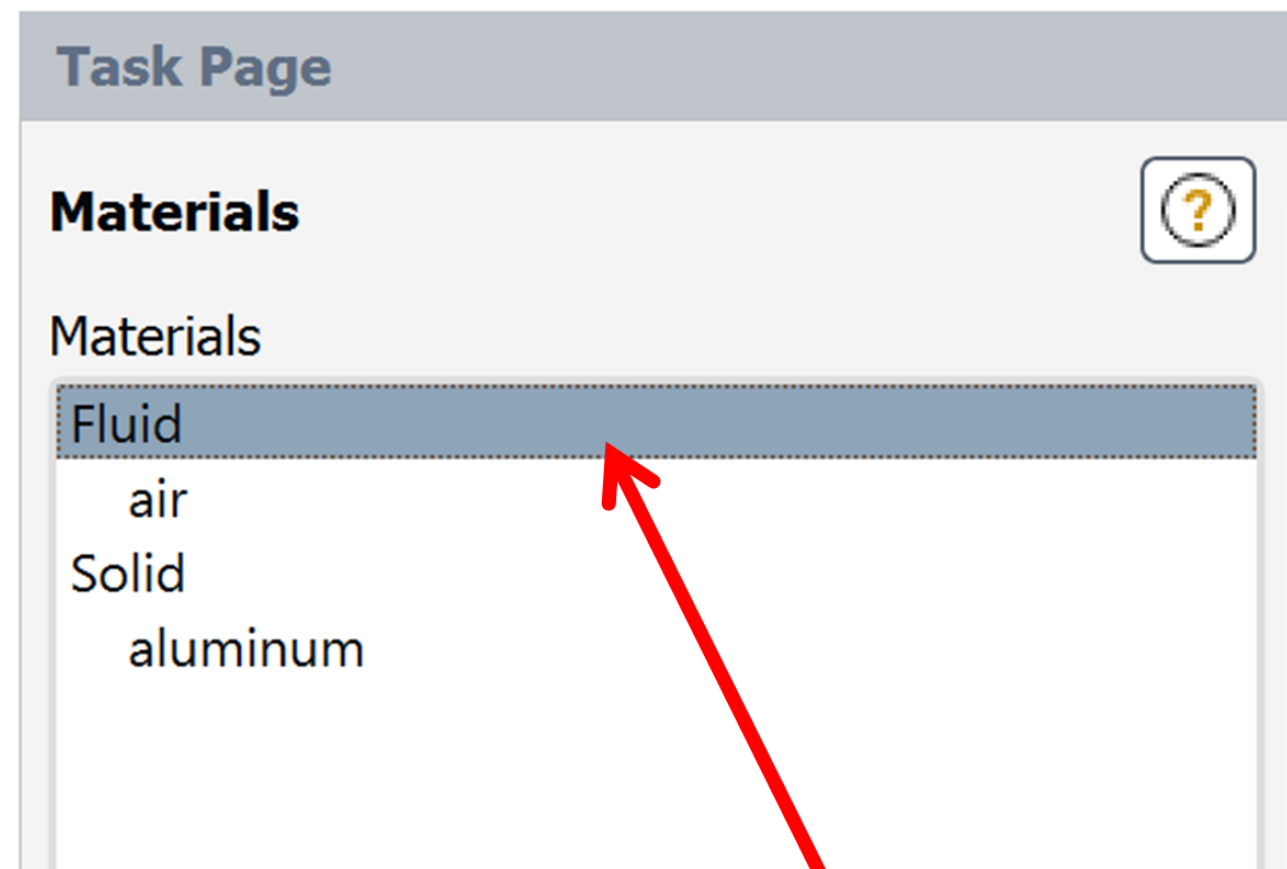 Task Page
Materials
?
Materials
Fluid
air
Solid
aluminum